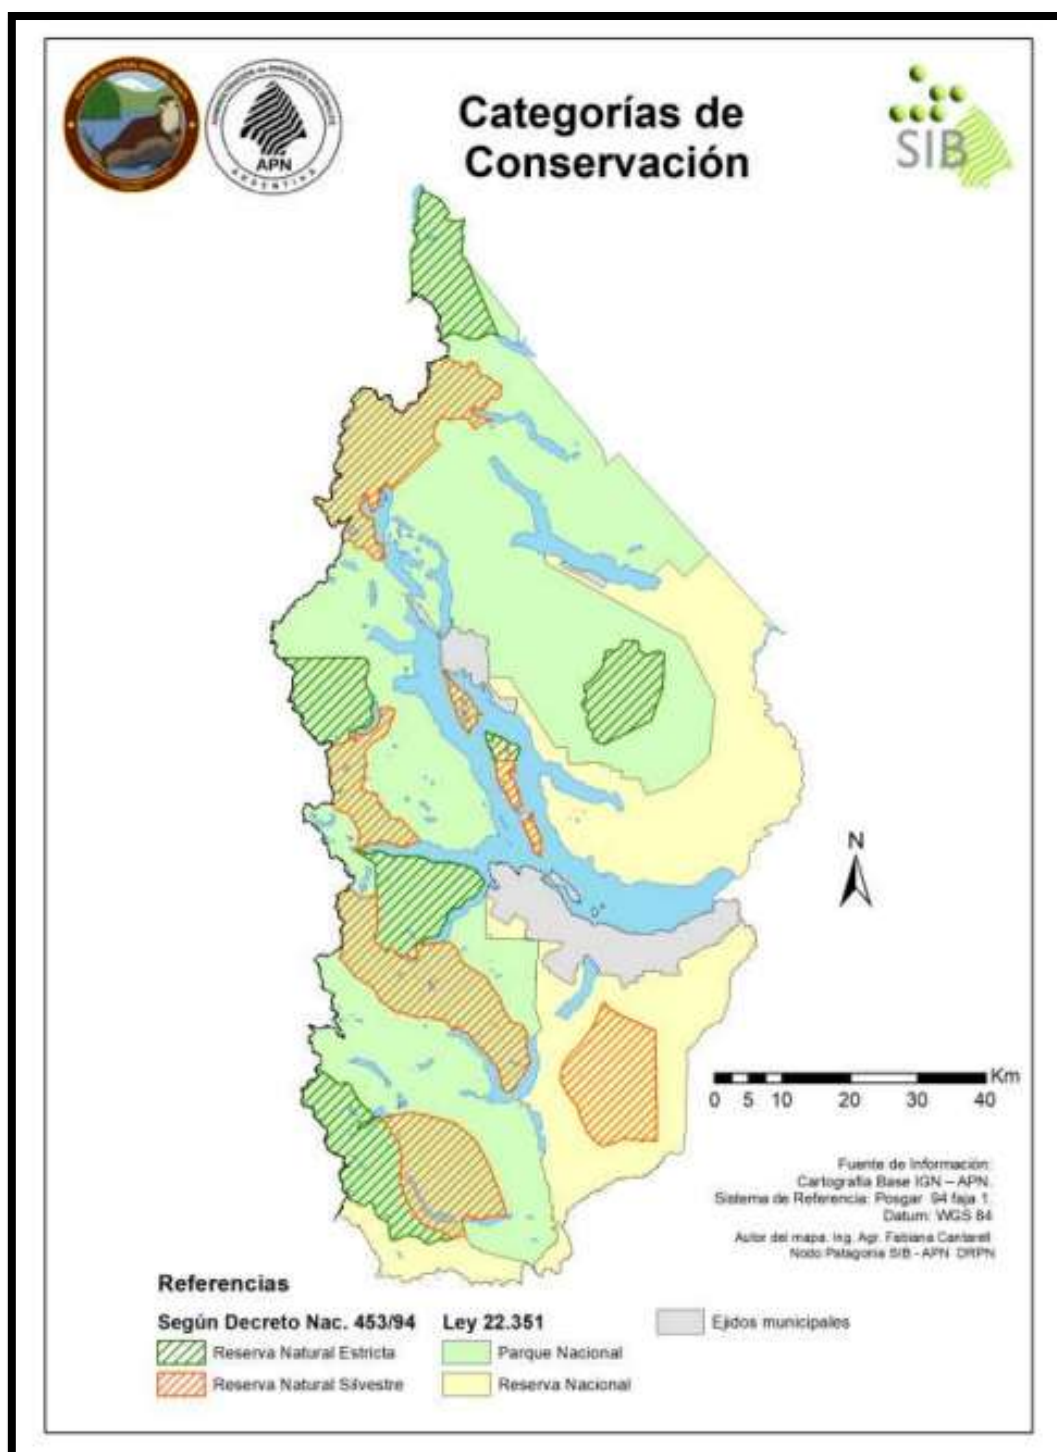 APN
ARGENTINA
Categorías de
Conservación
SIB
N
Km
0 5 10 20 30 40
Fuente de Información:
Cartografía Base IGN – APN.
Sistema de Referencia: Posgar 94 faja 1.
Datum: WGS 84
Autor del mapa: Ing. Agr. Fabiana Cantarell
Nodo Patagonia SIB - APN DRPN
Referencias
Según Decreto Nac. 453/94
Reserva Natural Estricta
Reserva Natural Silvestre
Ley 22.351
Parque Nacional
Reserva Nacional
Ejidos municipales